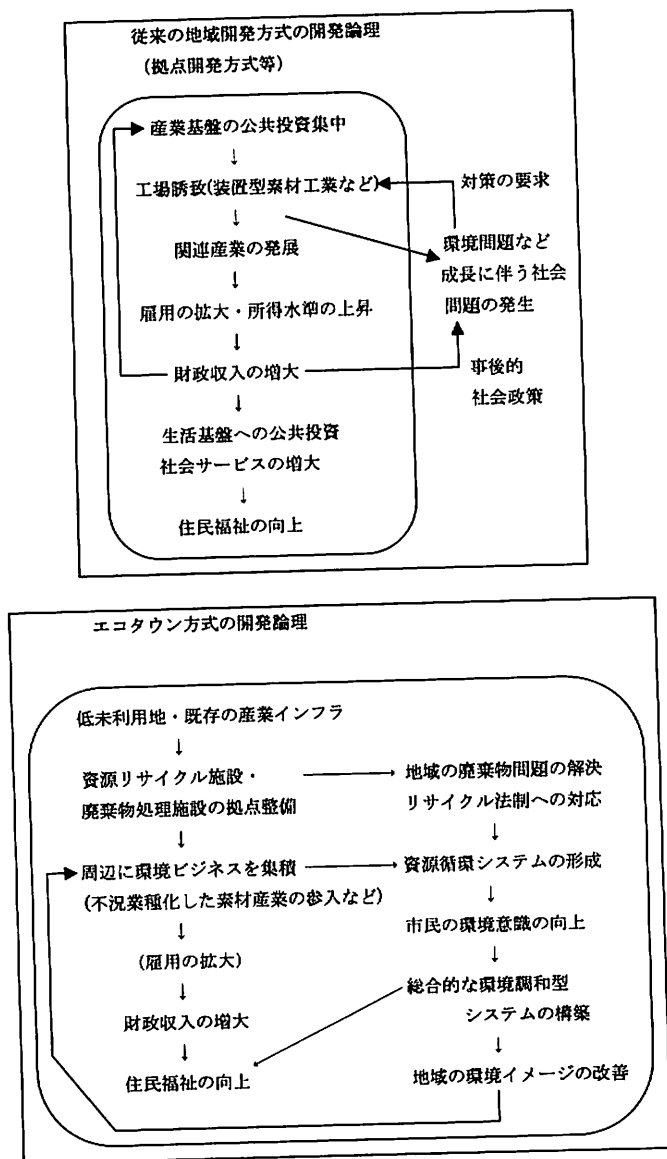 従来の地域開発方式の開発論理
(拠点開発方式等)
産業基盤の公共投資集中
↓
工場誘致(装置型素材工業など)
↓
関連産業の発展
↓
雇用の拡大・所得水準の上昇
↓
財政収入の増大
↓
生活基盤への公共投資
社会サービスの増大
↓
住民福祉の向上
対策の要求
環境問題など
成長に伴う社会
問題の発生
事後的
社会政策
エコタウン方式の開発論理
低未利用地・既存の産業インフラ
↓
資源リサイクル施設・
廃棄物処理施設の拠点整備
↓
周辺に環境ビジネスを集積
(不況業種化した素材産業の参入など)
↓
(雇用の拡大)
↓
財政収入の増大
↓
住民福祉の向上
地域の廃棄物問題の解決
リサイクル法制への対応
↓
資源循環システムの形成
↓
市民の環境意識の向上
↓
総合的な環境調和型
システムの構築
↓
地域の環境イメージの改善